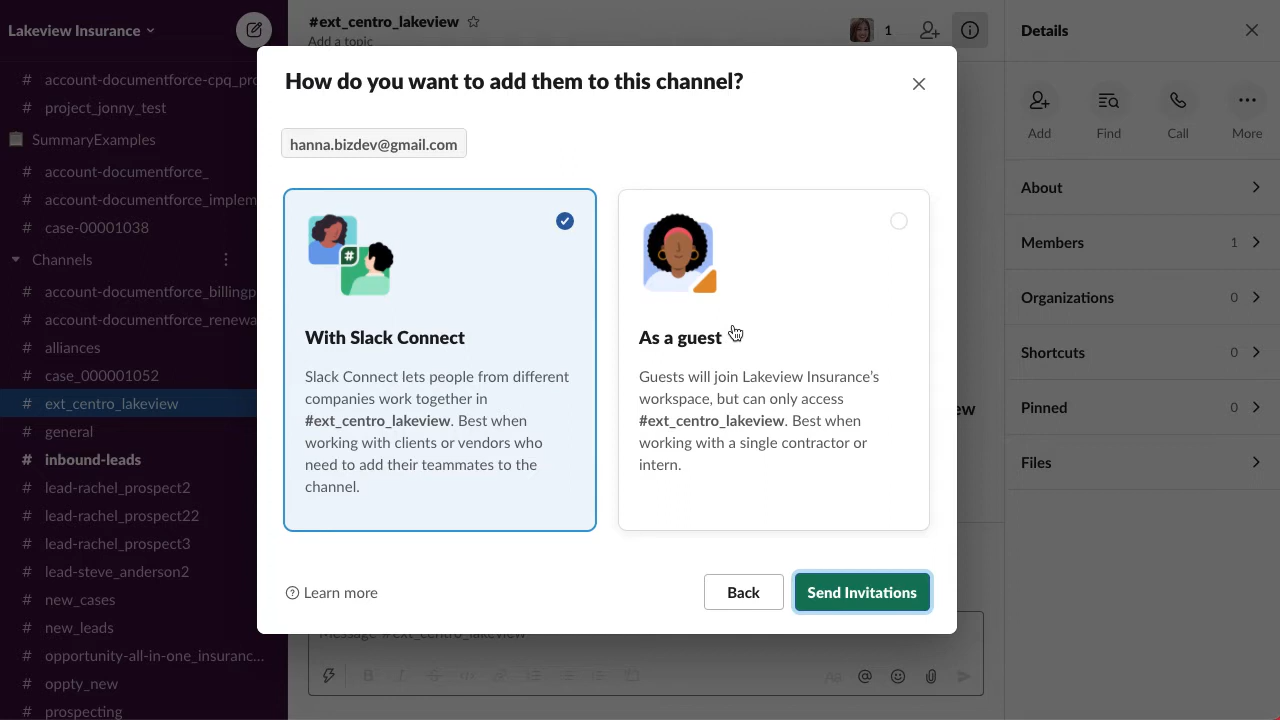 Lakeview Insurance
# account-documentforce-cpq_pro
# project_jonny_test
SummaryExamples
# account-documentforce_
# account-documentforce_implem
# case-00001038
Channels
# account-documentforce_billingp
# account-documentforce_renewa
# alliances
# case_000001052
# ext_centro_lakeview
# general
# inbound-leads
# lead-rachel_prospect2
# lead-rachel_prospect22
# lead-rachel_prospect3
# lead-steve_anderson2
# new_cases
# new_leads
# opportunity-all-in-one_insuranc...
# oppty_new
# prospecting
#ext_centro_lakeview
Add a topic
1
How do you want to add them to this channel?
hanna.bizdev@gmail.com
#
With Slack Connect
Slack Connect lets people from different
companies work together in
#ext_centro_lakeview. Best when
working with clients or vendors who
need to add their teammates to the
channel.
As a guest
Guests will join Lakeview Insurance's
workspace, but can only access
#ext_centro_lakeview. Best when
working with a single contractor or
intern.
Learn more
Back
Send Invitations
Message #ext_centro_lakeview
B
Aa
@
Details
Add
Find
Call
More
About
Members 1
Organizations 0
Shortcuts 0
Pinned 0
Files